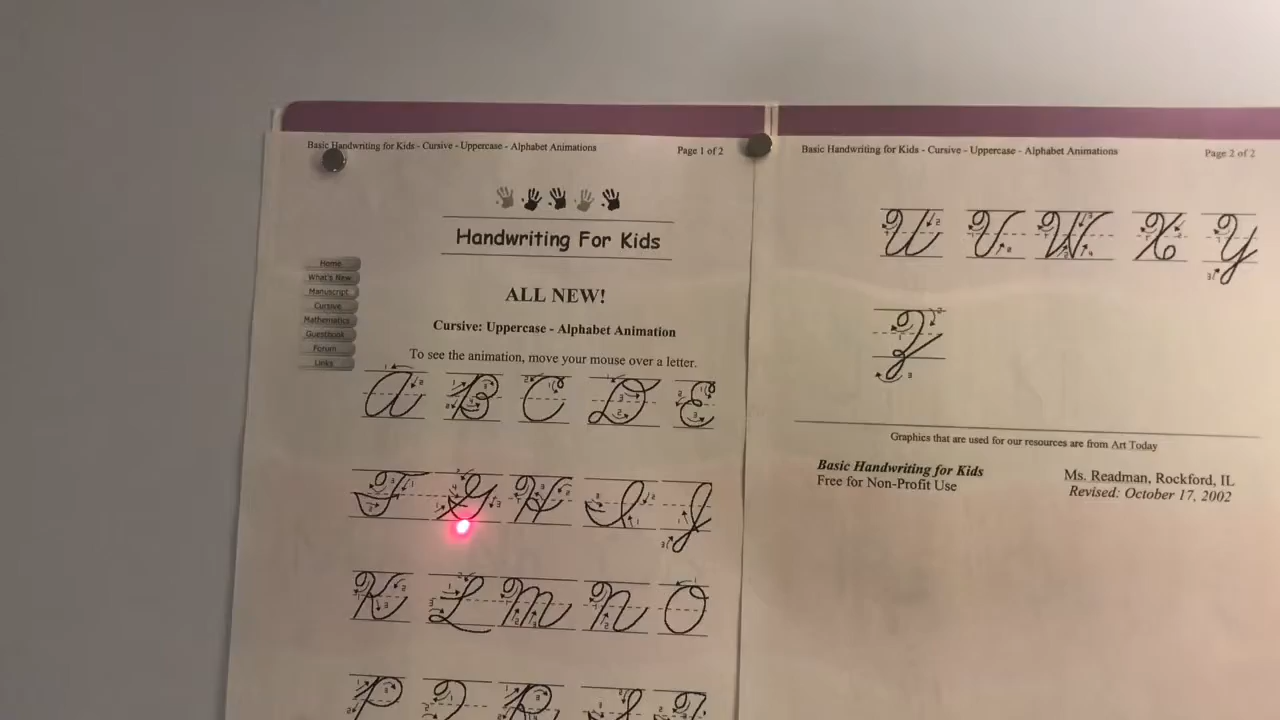 Basic Handwriting for Kids - Cursive - Uppercase - Alphabet Animations
Page 1 of 2
Handwriting For Kids
Home
What's New
Manuscript
Cursive
Mathematics
Guestbook
Forum
Links
ALL NEW!
Cursive: Uppercase - Alphabet Animation
To see the animation, move your mouse over a letter.
A B C D E
F G H I J
K L M N O
P Q R S T
Basic Handwriting for Kids - Cursive - Uppercase - Alphabet Animations
Page 2 of 2
U V W X Y
Z
Graphics that are used for our resources are from Art Today
Basic Handwriting for Kids
Free for Non-Profit Use
Ms. Readman, Rockford, IL
Revised: October 17, 2002